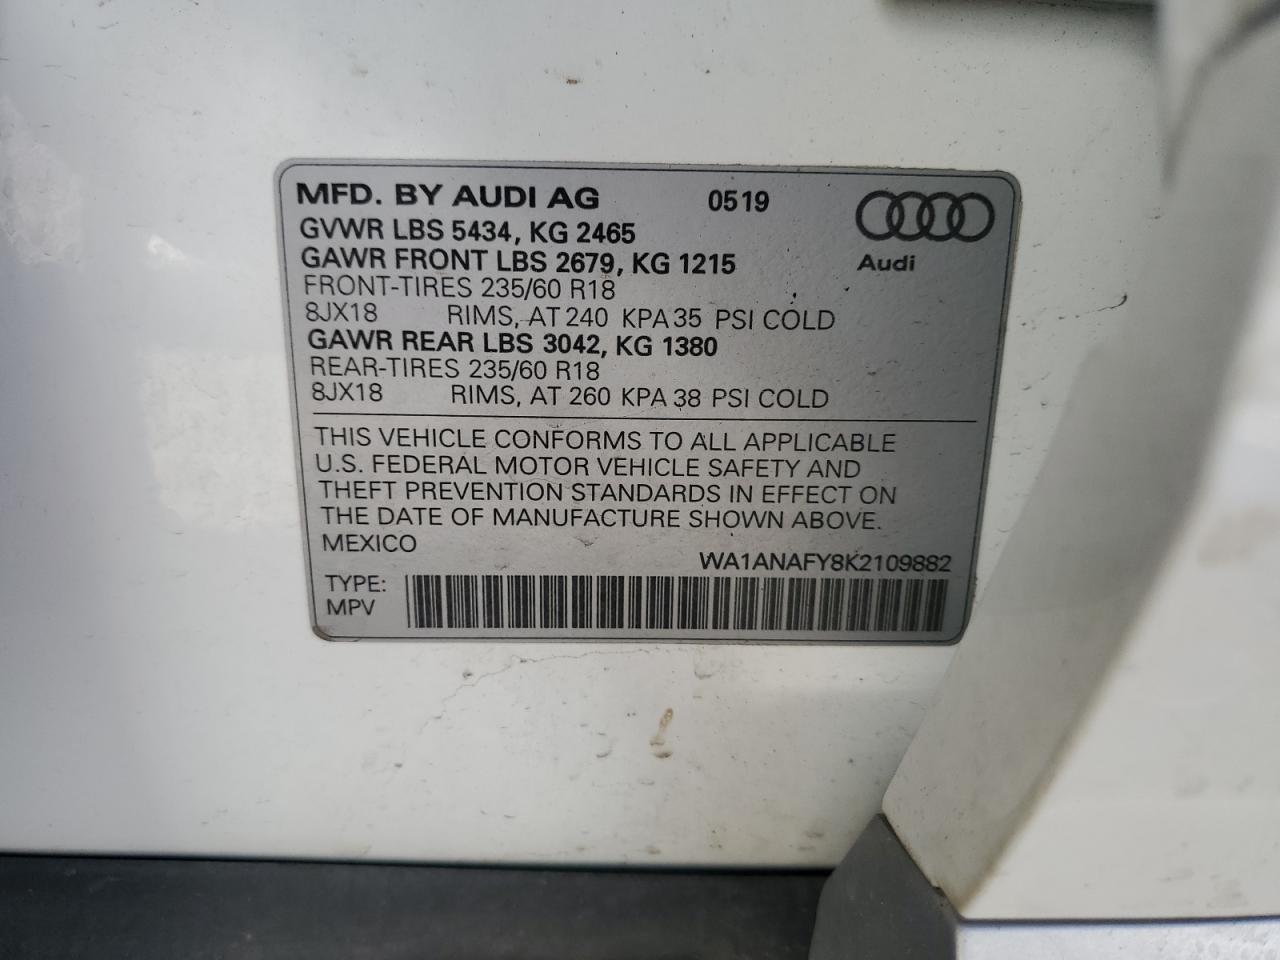 MFD. BY AUDI AG 0519
GVWR LBS 5434, KG 2465
GAWR FRONT LBS 2679, KG 1215
Audi
FRONT-TIRES 235/60 R18
8JX18 RIMS, AT 240 KPA 35 PSI COLD
GAWR REAR LBS 3042, KG 1380
REAR-TIRES 235/60 R18
8JX18 RIMS, AT 260 KPA 38 PSI COLD
THIS VEHICLE CONFORMS TO ALL APPLICABLE
U.S. FEDERAL MOTOR VEHICLE SAFETY AND
THEFT PREVENTION STANDARDS IN EFFECT ON
THE DATE OF MANUFACTURE SHOWN ABOVE.
MEXICO
WA1ANAFY8K2109882
TYPE:
MPV